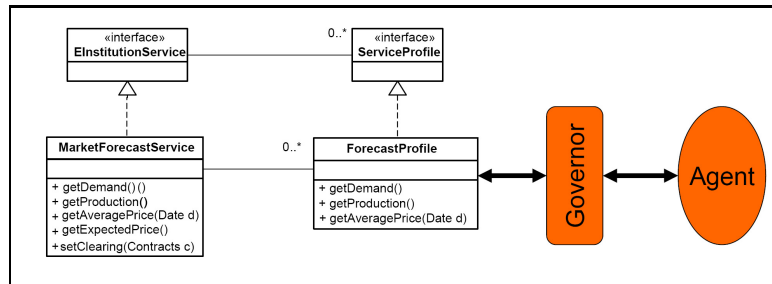 «interface»
EInstitutionService
0..*
«interface»
ServiceProfile
MarketForecastService
+ getDemand()()
+ getProduction()
+ getAveragePrice(Date d)
+ getExpectedPrice()
+setClearing(Contracts c)
0..*
ForecastProfile
+ getDemand()
+ getProduction()
+ getAveragePrice(Date d)
Governor
Agent